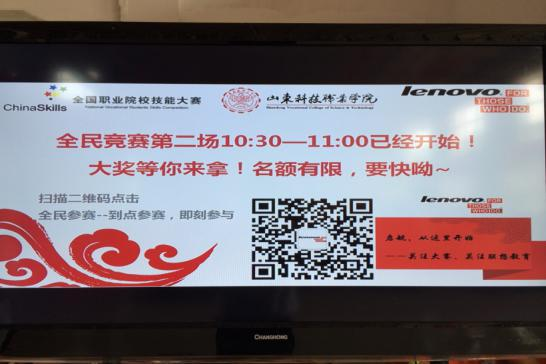 ChinaSkills
全国职业院校技能大赛
National Vocational Students Skills Competition
山东科技职业学院
Shandong Vocational College of Science & Technology
lenovo FOR THOSE WHO DO.
全民竞赛第二场10:30—11:00已经开始！
大奖等你来拿！名额有限，要快呦~
扫描二维码点击
全民参赛--到点参赛，即刻参与
lenovo FOR THOSE WHO DO.
启航，从这里开始
——关注大赛、关注联想教育
CHANGHONG